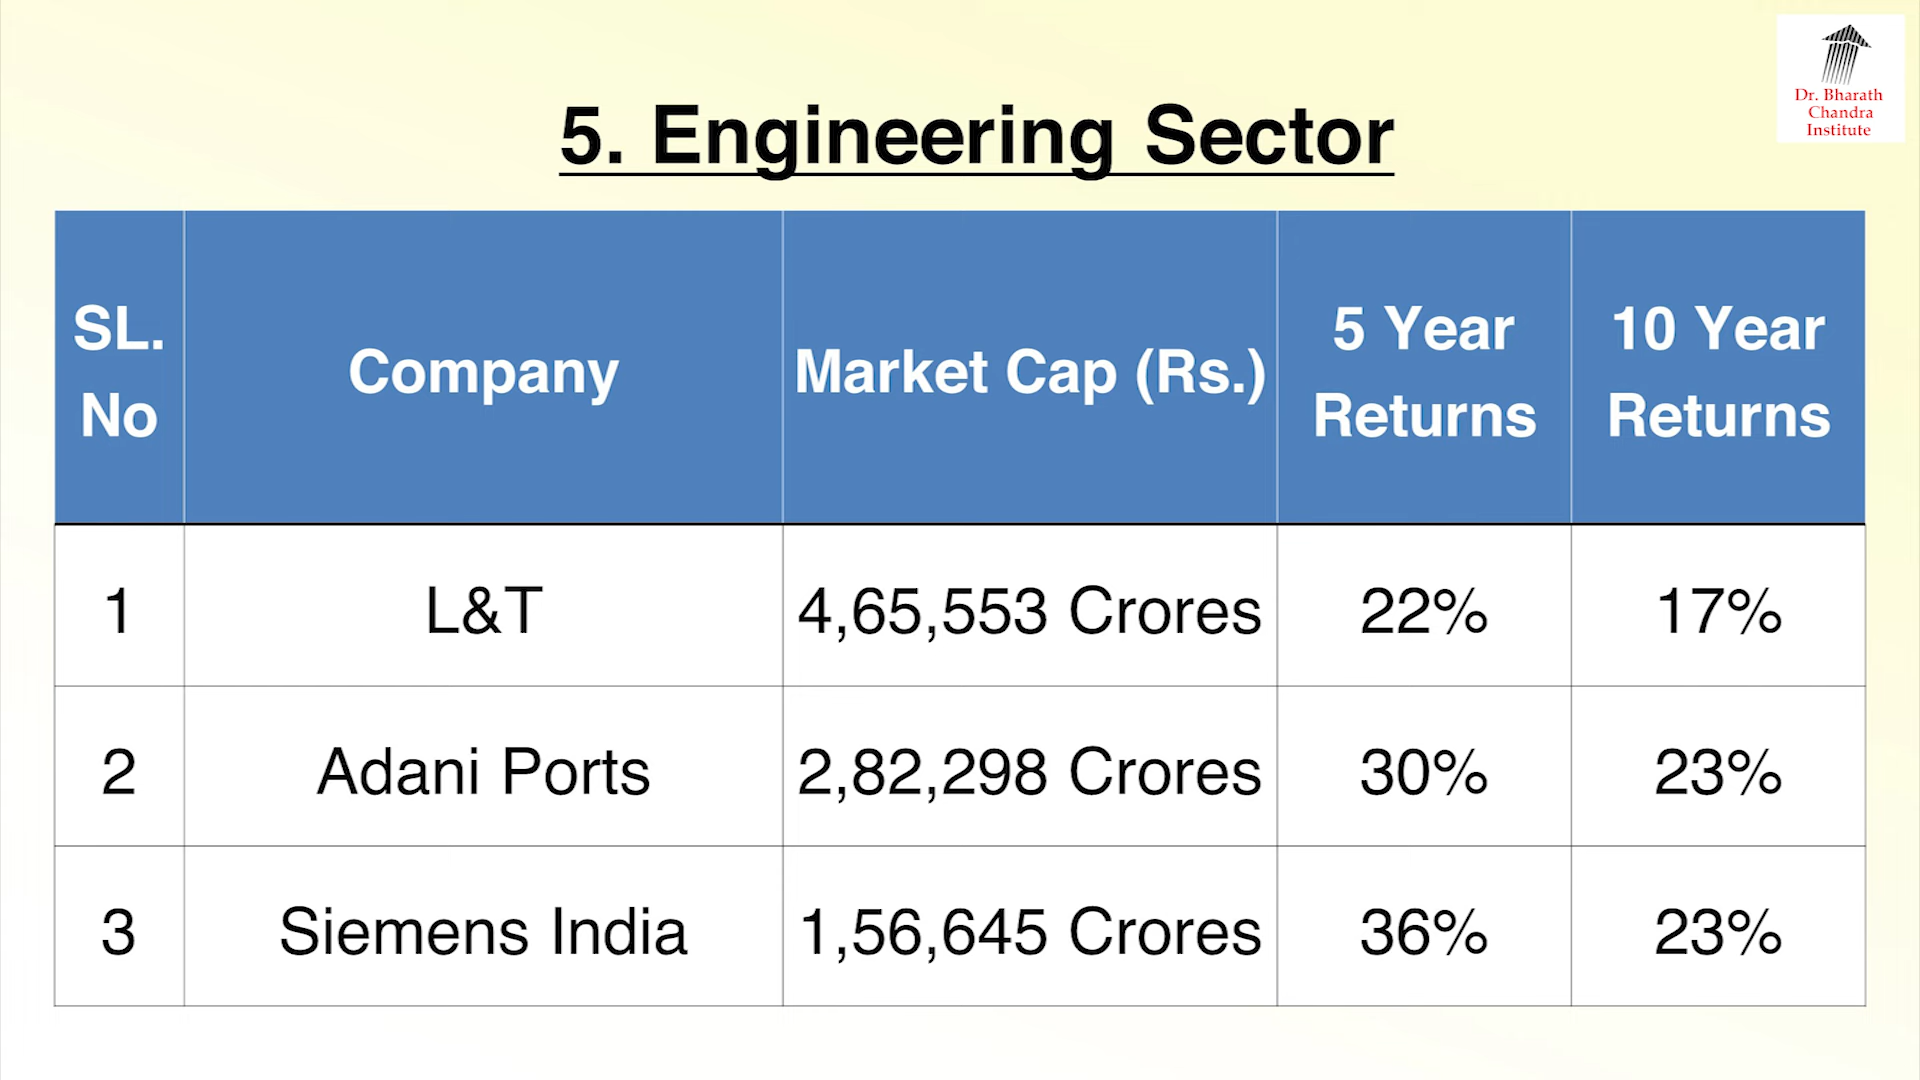 Dr. Bharath
Chandra
Institute
5. Engineering Sector
SL. No Company Market Cap (Rs.) 5 Year Returns 10 Year Returns
1 L&T 4,65,553 Crores 22% 17%
2 Adani Ports 2,82,298 Crores 30% 23%
3 Siemens India 1,56,645 Crores 36% 23%